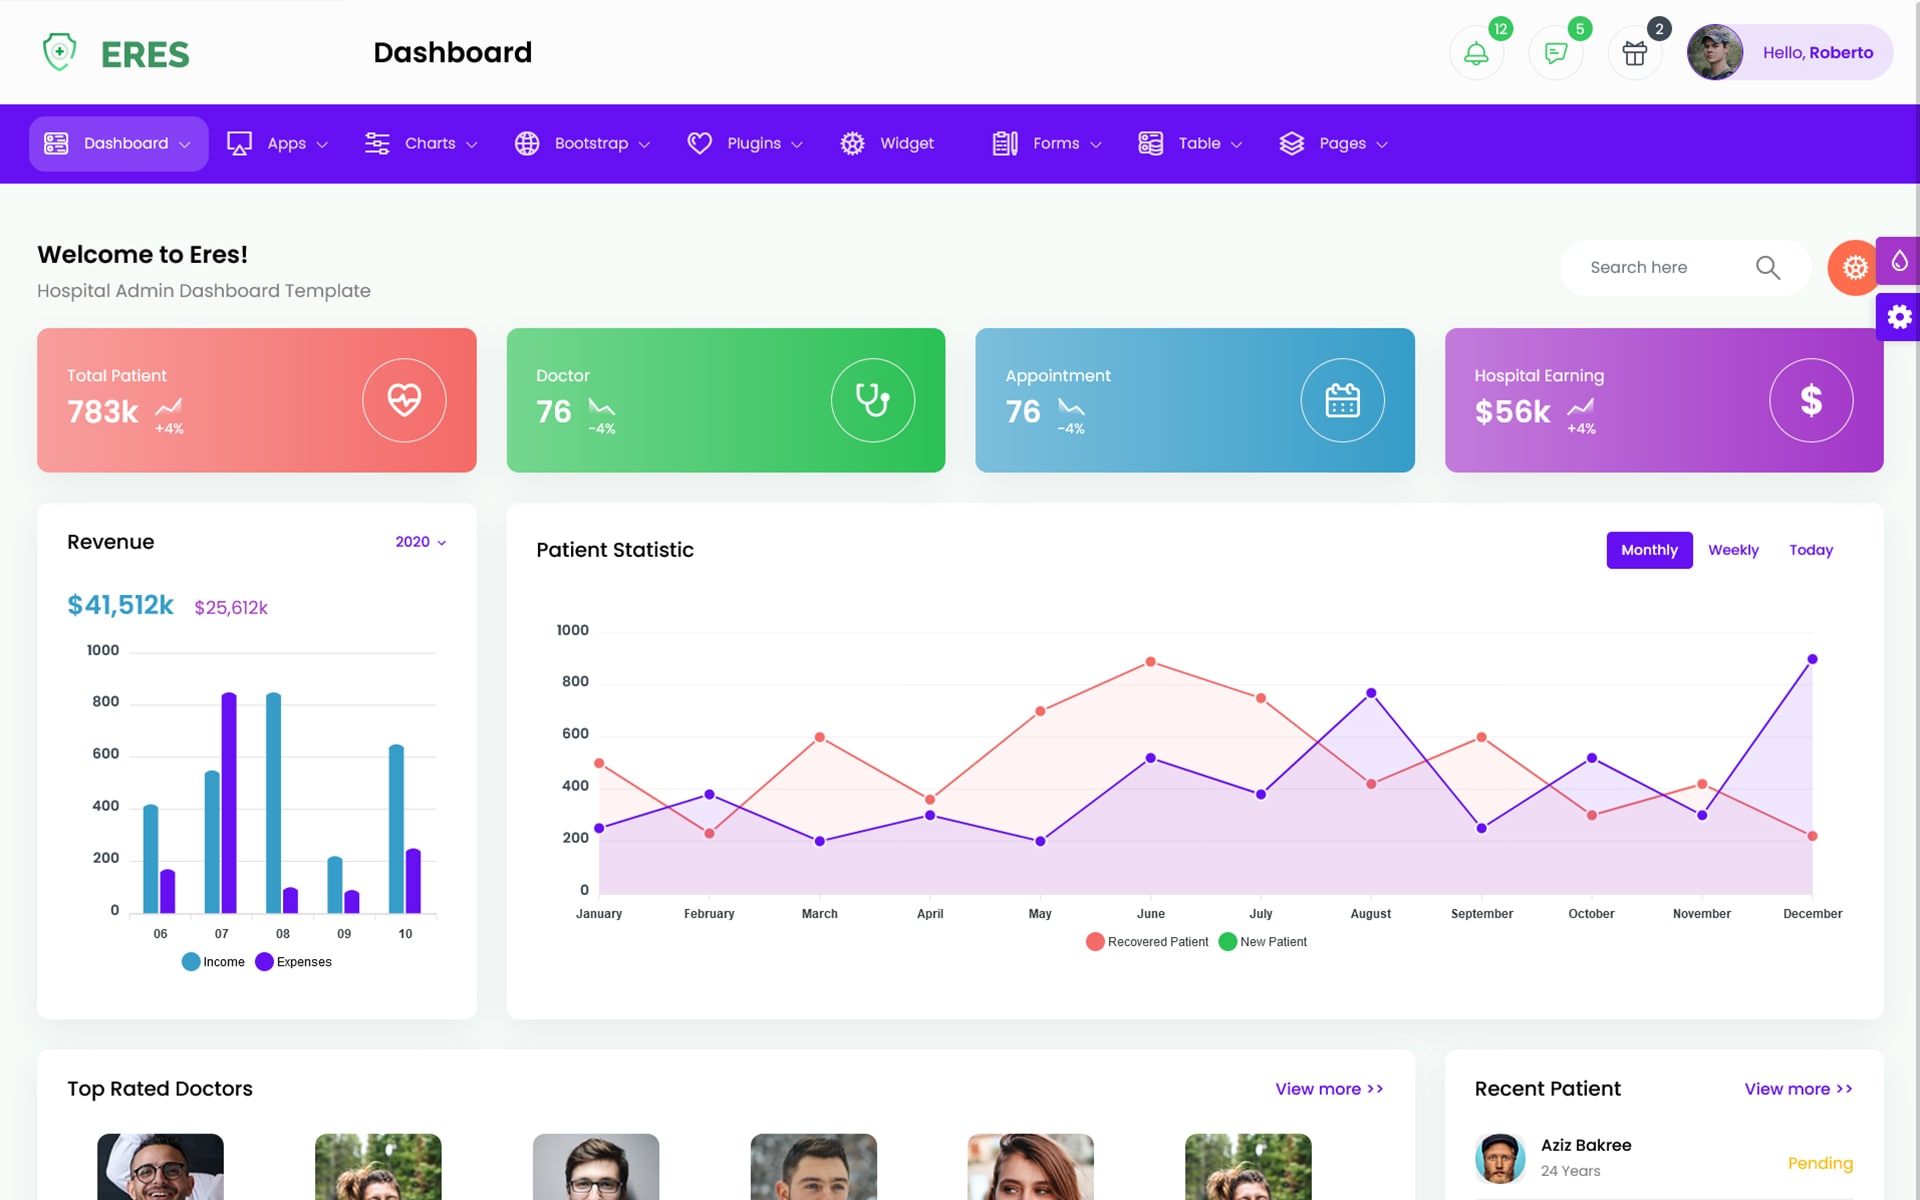 ERES
Dashboard
12
5
2
Hello, Roberto
Dashboard
Apps
Charts
Bootstrap
Plugins
Widget
Forms
Table
Pages
Welcome to Eres!
Hospital Admin Dashboard Template
Search here
Total Patient
783k
+4%
Doctor
76
-4%
Appointment
76
-4%
Hospital Earning
$56k
+4%
$
Revenue
2020
$41,512k $25,612k
1000
800
600
400
200
0
06 07 08 09 10
Income Expenses
Patient Statistic
Monthly Weekly Today
1000
800
600
400
200
0
January February March April May June July August September October November December
Recovered Patient New Patient
Top Rated Doctors
View more >>
Recent Patient
View more >>
Aziz Bakree
24 Years
Pending